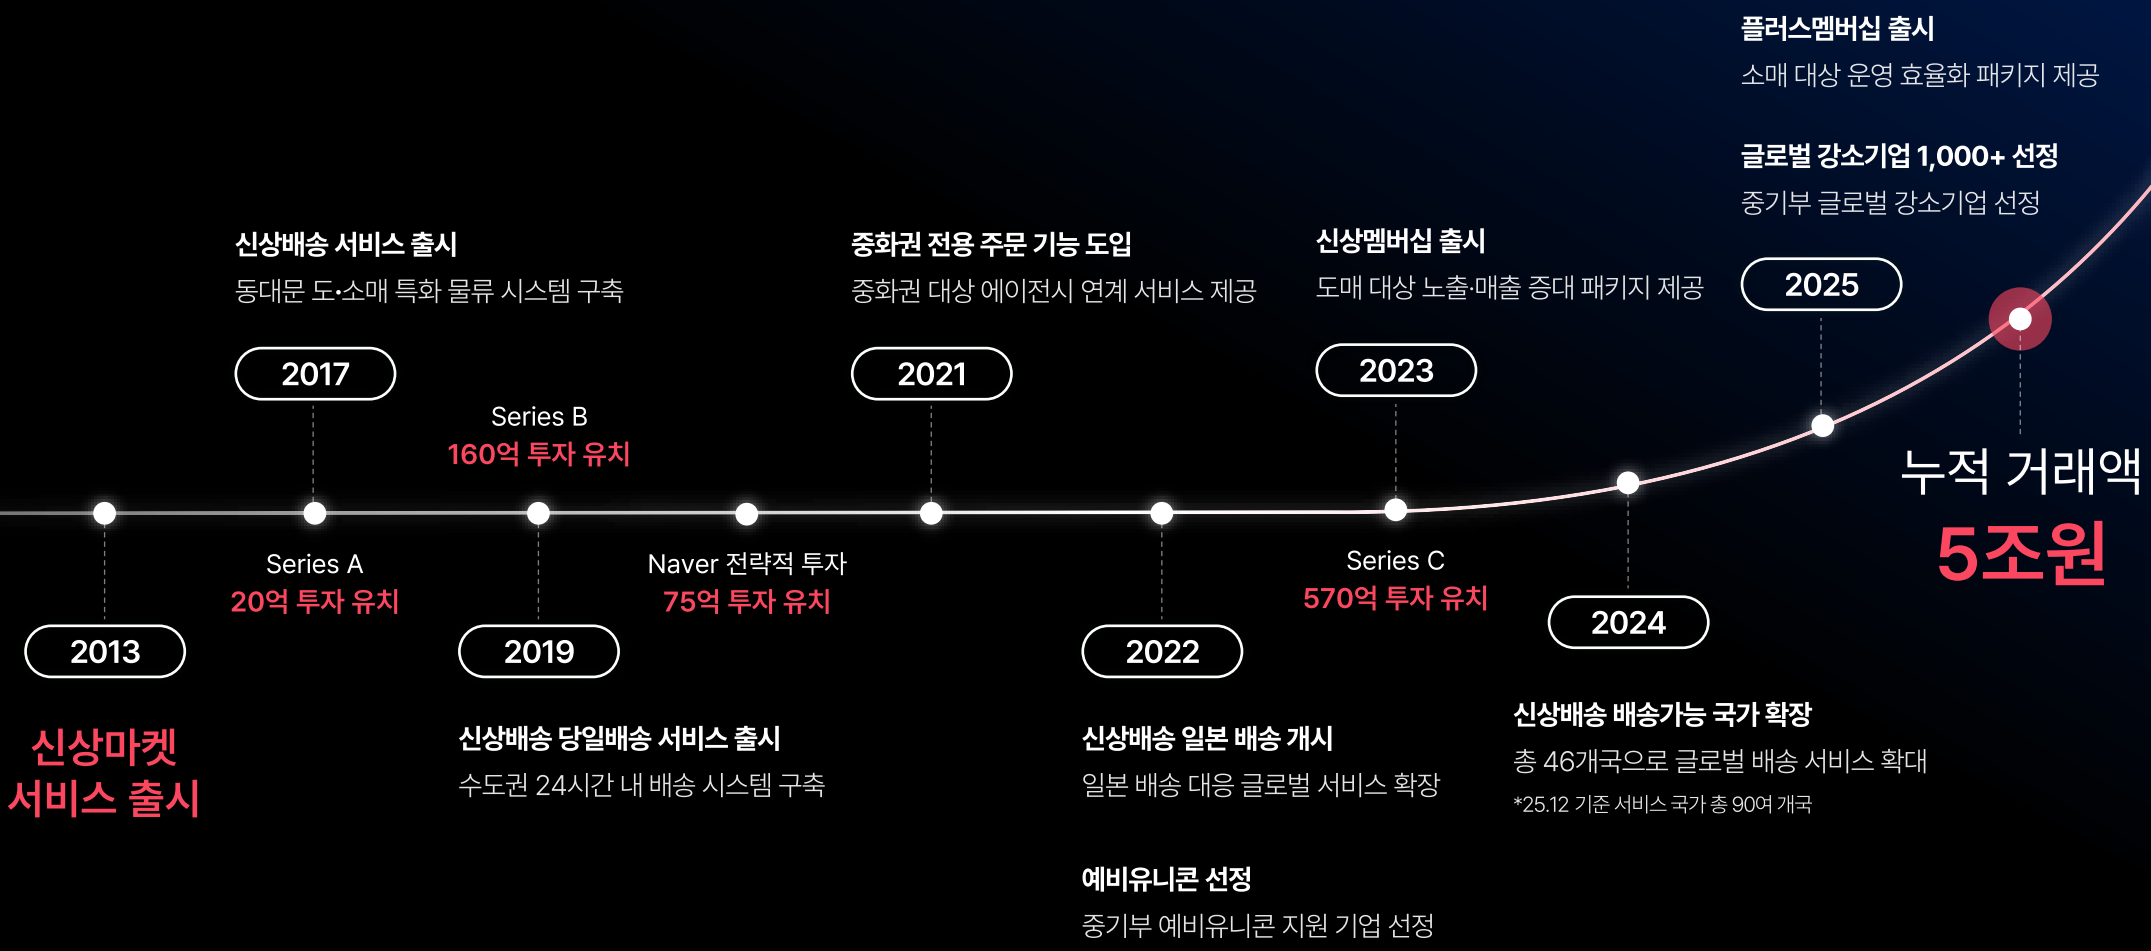 2013
신상마켓
서비스 출시
신상배송 서비스 출시
동대문 도•소매 특화 물류 시스템 구축
2017
Series A
20억 투자 유치
Series B
160억 투자 유치
2019
신상배송 당일배송 서비스 출시
수도권 24시간 내 배송 시스템 구축
Naver 전략적 투자
75억 투자 유치
중화권 전용 주문 기능 도입
중화권 대상 에이전시 연계 서비스 제공
2021
2022
신상배송 일본 배송 개시
일본 배송 대응 글로벌 서비스 확장
예비유니콘 선정
중기부 예비유니콘 지원 기업 선정
신상멤버십 출시
도매 대상 노출·매출 증대 패키지 제공
2023
Series C
570억 투자 유치
2024
신상배송 배송가능 국가 확장
총 46개국으로 글로벌 배송 서비스 확대
*25.12 기준 서비스 국가 총 90여 개국
플러스멤버십 출시
소매 대상 운영 효율화 패키지 제공
글로벌 강소기업 1,000+ 선정
중기부 글로벌 강소기업 선정
2025
누적 거래액
5조원